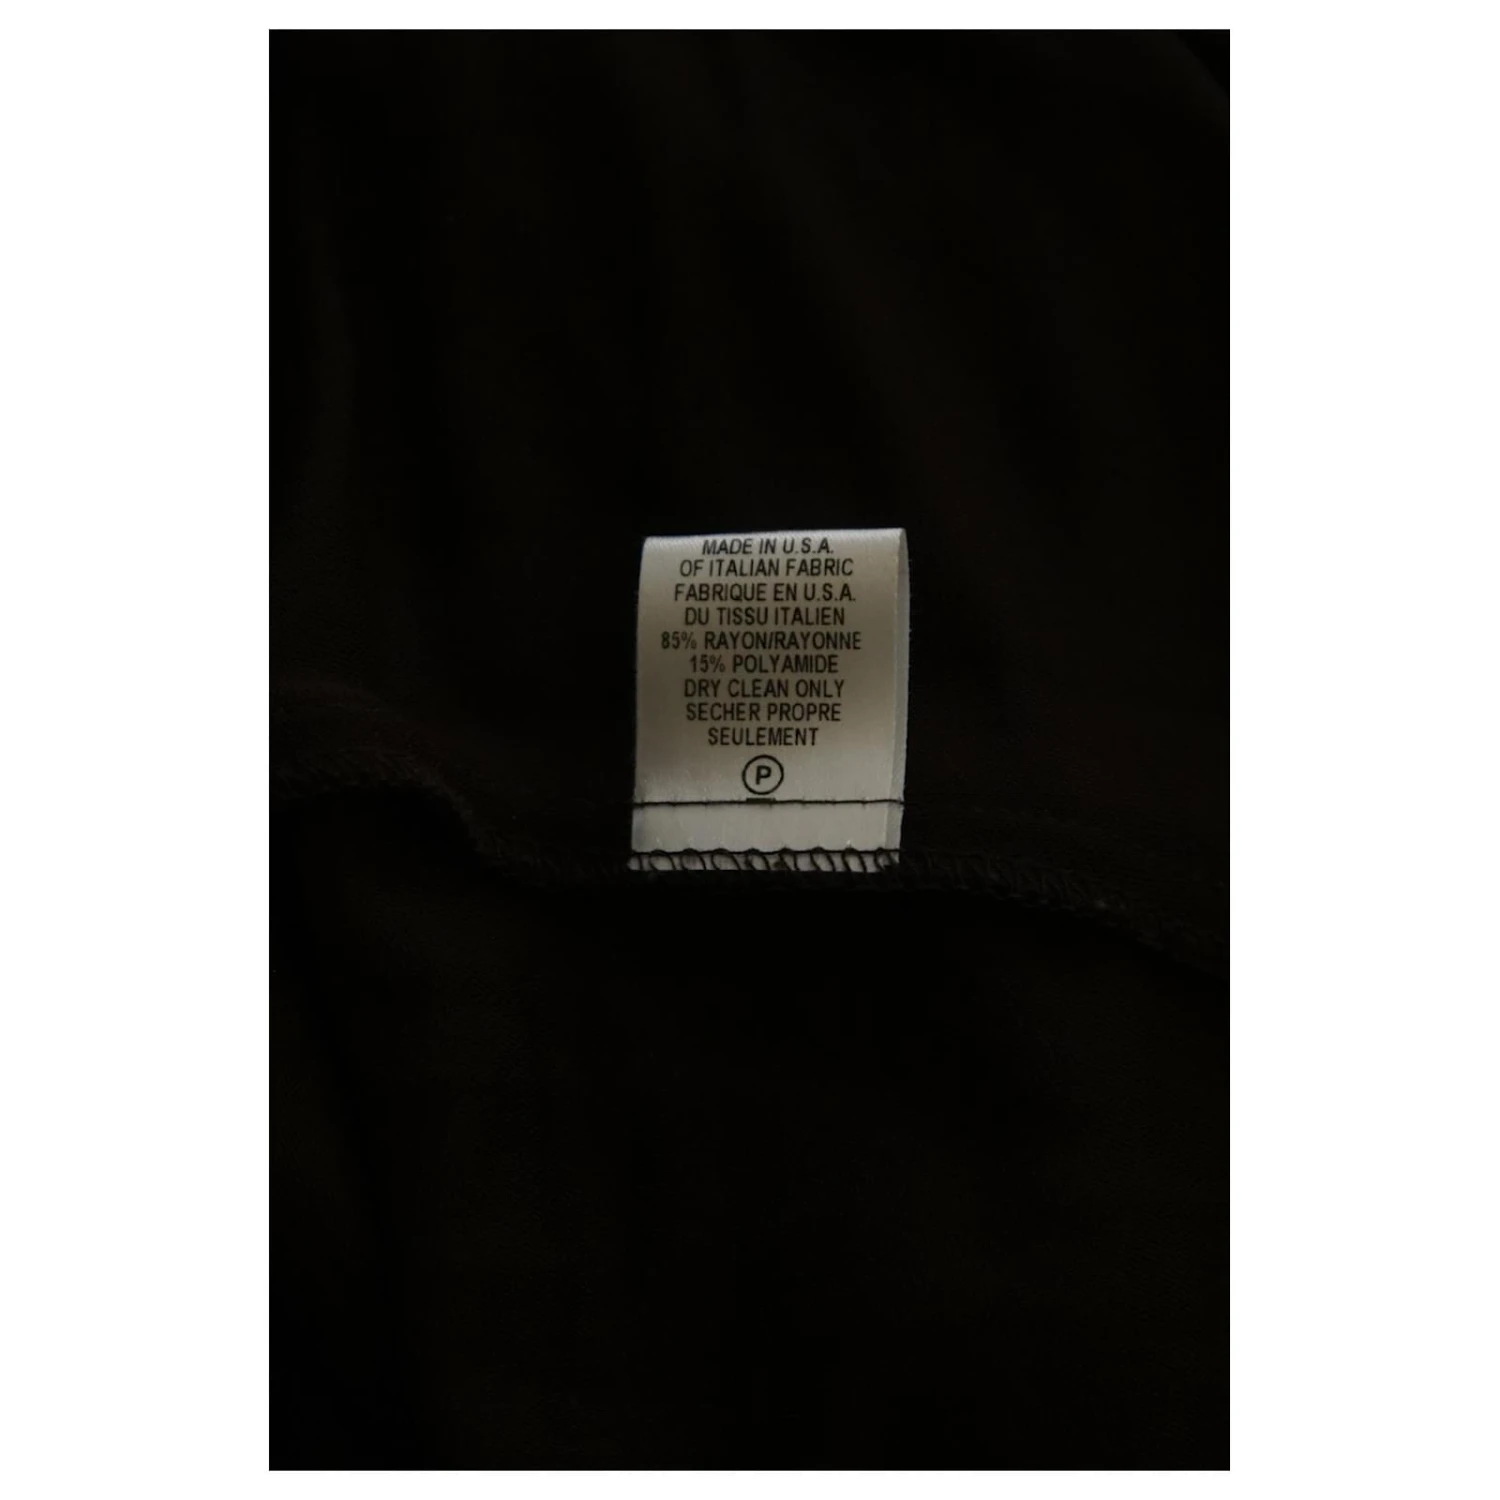 MADE IN U.S.A.
OF ITALIAN FABRIC
FABRIQUE EN U.S.A.
DU TISSU ITALIEN
85% RAYON/RAYONNE
15% POLYAMIDE
DRY CLEAN ONLY
SECHER PROPRE
SEULEMENT
P